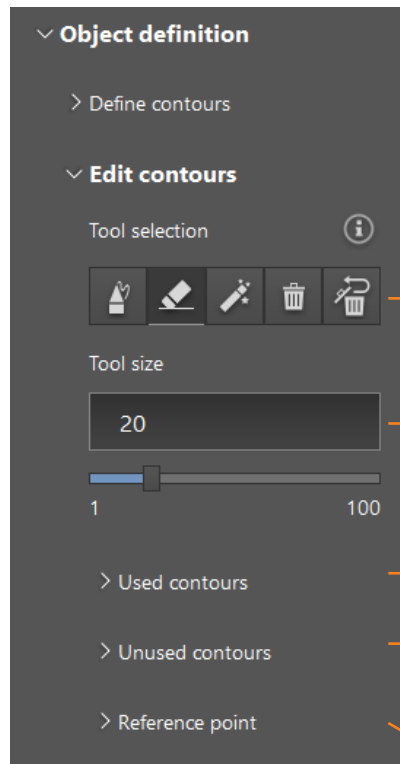 Object definition
Define contours
Edit contours
Tool selection
Tool size
20
1 100
Used contours
Unused contours
Reference point